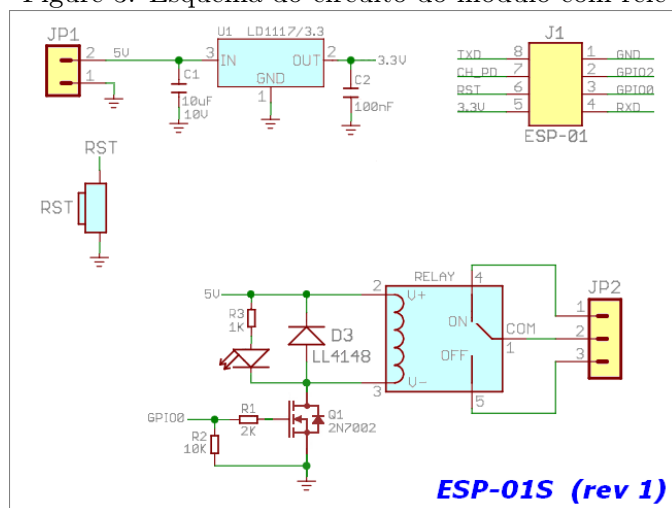 Figure 3: Esquema do circuito do módulo com relé
JP1
2
1
5V
U1 LD1117/3.3
3
IN
OUT
2
GND
1
3.3V
C1
10uF
10V
C2
100nF
J1
TXD 8 1 GND
CH_PD 7 2 GPIO2
RST 6 3 GPIO0
3.3V 5 4 RXD
ESP-01
RST
RST
RELAY
5V
2
V+
4
R3
1K
D3
LL4148
ON
COM
1
OFF
V-
3
5
JP2
1
2
3
GPIO0
R1
2K
Q1
2N7002
R2
10K
ESP-01S (rev 1)